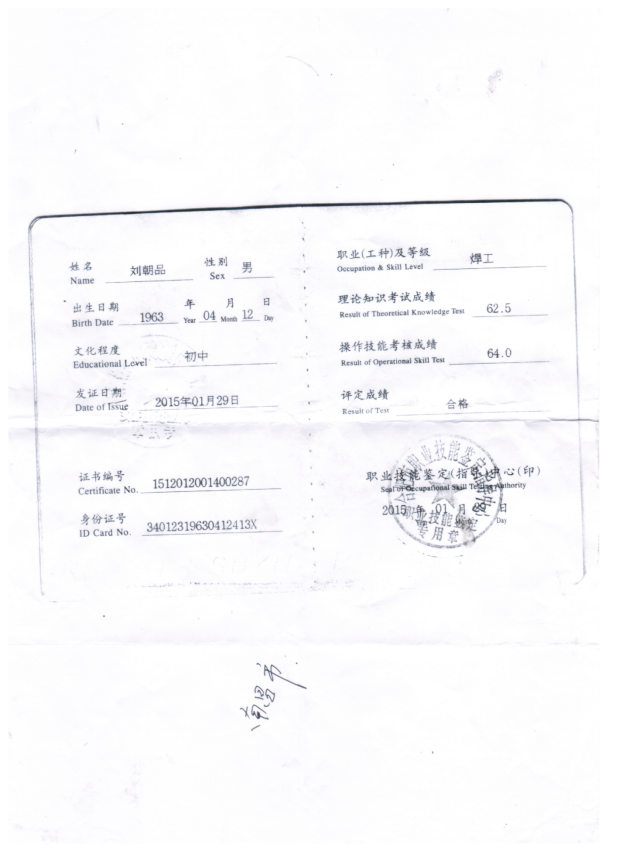 姓名 刘朝品 性别 男
Name Sex
出生日期 1963 年 04 月 12 日
Birth Date Year Month Day
文化程度 初中
Educational Level
发证日期 2015年01月29日
Date of Issue
证书编号 1512012001400287
Certificate No.
身份证号 34012319630412413X
ID Card No.
职业(工种)及等级 焊工
Occupation & Skill Level
理论知识考试成绩 62.5
Result of Theoretical Knowledge Test
操作技能考核成绩 64.0
Result of Operational Skill Test
评定成绩 合格
Result of Test
职业技能鉴定(指导)中心(印)
Seal of Occupational Skill Testing Authority
2015 年 01 月 日
Day
职业技能鉴定
专用章